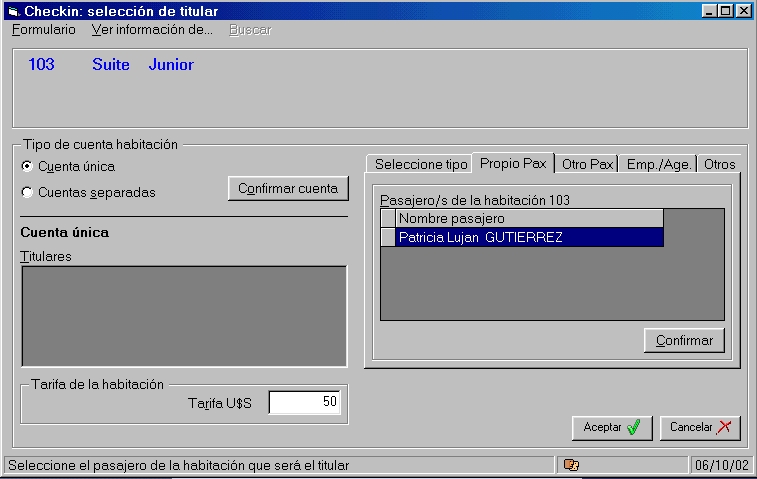 Checkin: selección de titular
Formulario Ver información de... Buscar
103 Suite Junior
Tipo de cuenta habitación
Cuenta única
Cuentas separadas
Confirmar cuenta
Cuenta única
Titulares
Tarifa de la habitación
Tarifa U$S 50
Seleccione tipo Propio Pax Otro Pax Emp./Age. Otros
Pasajero/s de la habitación 103
Nombre pasajero
Patricia Lujan GUTIERREZ
Confirmar
Aceptar Cancelar
Seleccione el pasajero de la habitación que será el titular 06/10/02